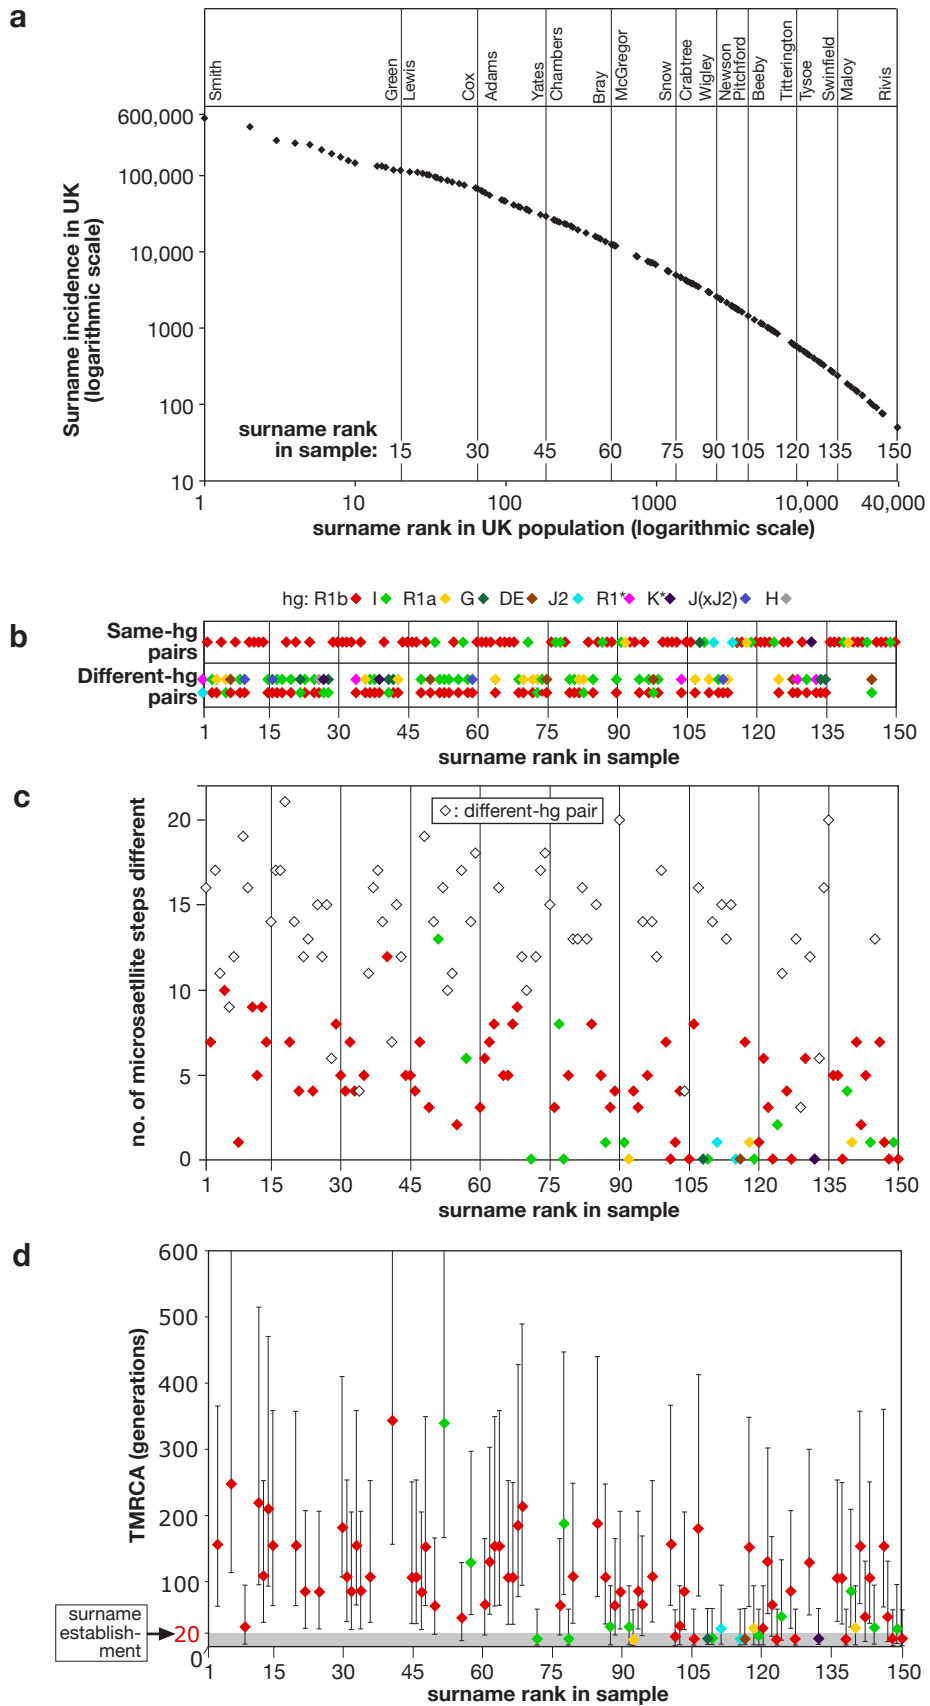 a
Smith
Green
Lewis
Cox
Adams
Yates
Chambers
Bray
McGregor
Snow
Crabtree
Wigley
Newson
Pitchford
Beeby
Titterington
Tysoe
Swinfield
Maloy
Rivis
Surname incidence in UK
(logarithmic scale)
600,000
100,000
10,000
1000
100
10
surname rank
in sample: 15 30 45 60 75 90 105 120 135 150
1 10 100 1000 10,000 40,000
surname rank in UK population (logarithmic scale)
hg: R1b I R1a G DE J2 R1* K* J(xJ2) H
b
Same-hg
pairs
Different-hg
pairs
1 15 30 45 60 75 90 105 120 135 150
surname rank in sample
c
no. of microsaetllite steps different
20
15
10
5
0
: different-hg pair
1 15 30 45 60 75 90 105 120 135 150
surname rank in sample
d
TMRCA (generations)
600
500
400
300
200
100
20
0
surname
establish-
ment
1 15 30 45 60 75 90 105 120 135 150
surname rank in sample